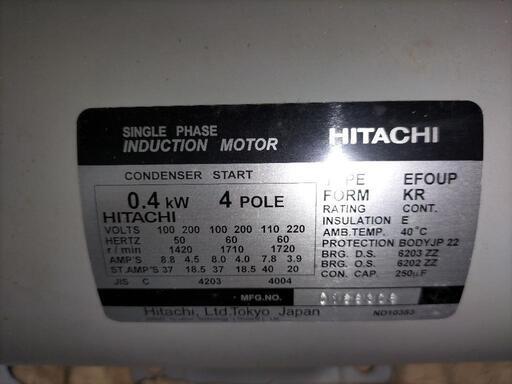 SINGLE PHASE
INDUCTION MOTOR
HITACHI
CONDENSER START
0.4 kW 4 POLE
HITACHI
VOLTS 100 200 100 200 110 220
HERTZ 50 60 60
r / min 1420 1710 1720
AMP'S 8.8 4.5 8.0 4.0 7.8 3.9
ST.AMP'S 37 18.5 37 18.5 40 20
JIS C 4203 4004
TYPE EFOUP
FORM KR
RATING CONT.
INSULATION E
AMB.TEMP. 40°C
PROTECTION BODYJP 22
BRG. D.S. 6203 ZZ
BRG. O.S. 6202 ZZ
CON. CAP. 250μF
MFG.NO.
Hitachi, Ltd.Tokyo Japan
ND10353